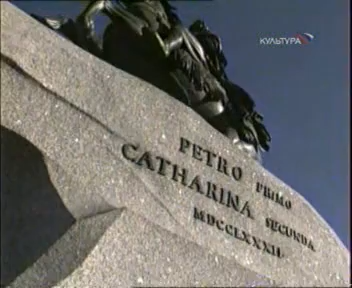 КУЛЬТУРА
PETRO PRIMO
CATHARINA SECUNDA
MDCCLXXXII